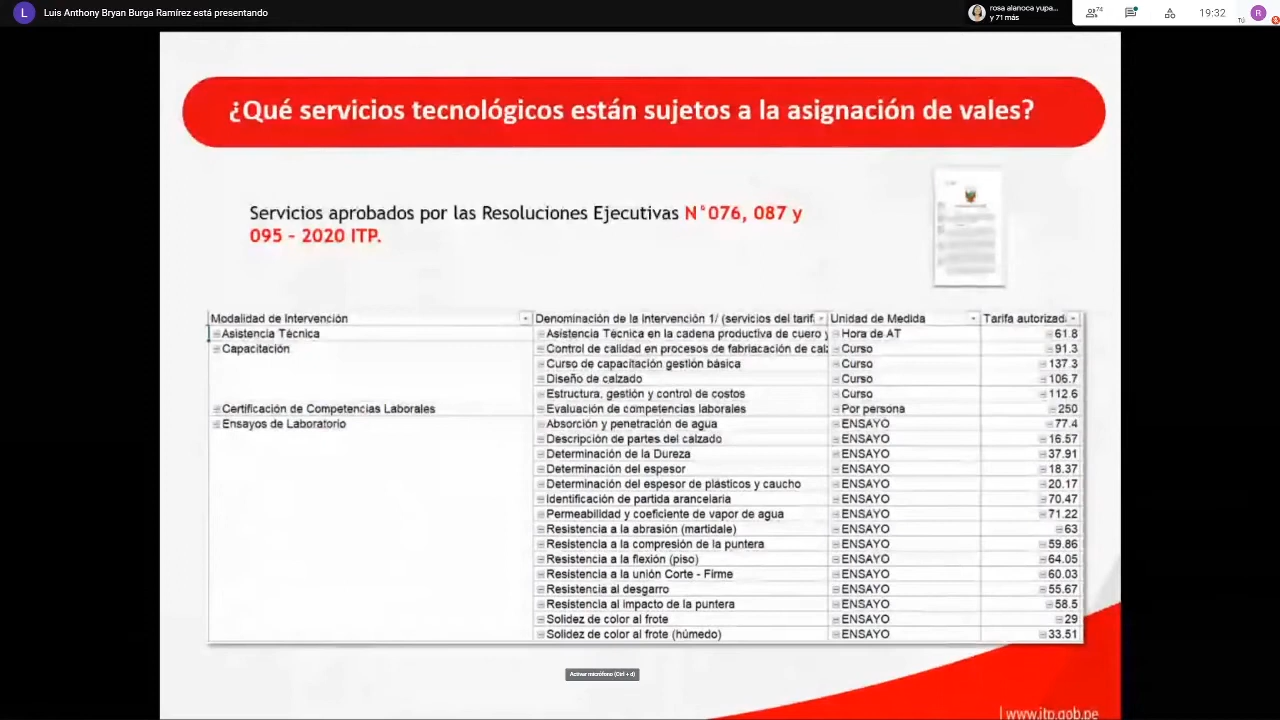 Luis Anthony Bryan Burga Ramírez está presentando
rosa alanoca yupa...
y 71 más
74
19:32
Tú
R
L
¿Qué servicios tecnológicos están sujetos a la asignación de vales?
Servicios aprobados por las Resoluciones Ejecutivas N°076, 087 y
095 - 2020 ITP.
Modalidad de Intervención Denominación de la Intervención 1/ (servicios del tarif Unidad de Medida Tarifa autorizad
Asistencia Técnica Asistencia Técnica en la cadena productiva de cuero y Hora de AT 61.8
Capacitación Control de calidad en procesos de fabriacación de cal Curso 91.3
Curso de capacitación gestión básica Curso 137.3
Diseño de calzado Curso 106.7
Estructura, gestión y control de costos Curso 112.6
Certificación de Competencias Laborales Evaluación de competencias laborales Por persona 250
Ensayos de Laboratorio Absorción y penetración de agua ENSAYO 77.4
Descripción de partes del calzado ENSAYO 16.57
Determinación de la Dureza ENSAYO 37.91
Determinación del espesor ENSAYO 18.37
Determinación del espesor de plásticos y caucho ENSAYO 20.17
Identificación de partida arancelaria ENSAYO 70.47
Permeabilidad y coeficiente de vapor de agua ENSAYO 71.22
Resistencia a la abrasión (martidale) ENSAYO 63
Resistencia a la compresión de la puntera ENSAYO 59.86
Resistencia a la flexión (piso) ENSAYO 64.05
Resistencia a la unión Corte - Firme ENSAYO 60.03
Resistencia al desgarro ENSAYO 55.67
Resistencia al impacto de la puntera ENSAYO 58.5
Solidez de color al frote ENSAYO 29
Solidez de color al frote (húmedo) ENSAYO 33.51
Activar micrófono (Ctrl + d)
| www.itp.gob.pe